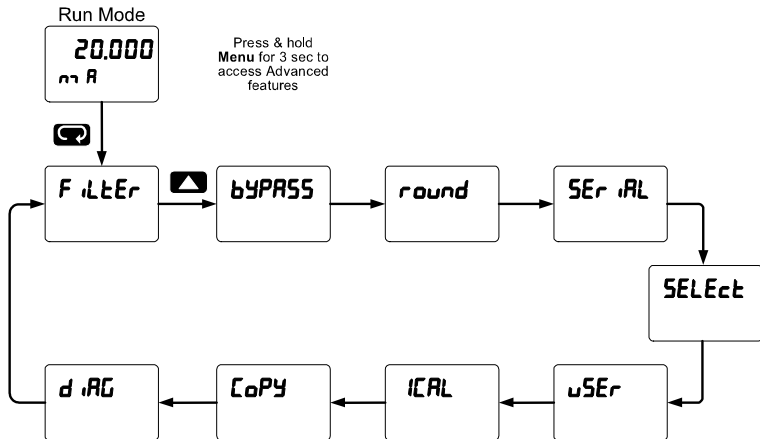 Run Mode
20.000
mA
Press & hold
Menu for 3 sec to
access Advanced
features
FiLtEr
bYPASS
round
SEriAL
SELEct
uSEr
ICAL
CoPY
diAG